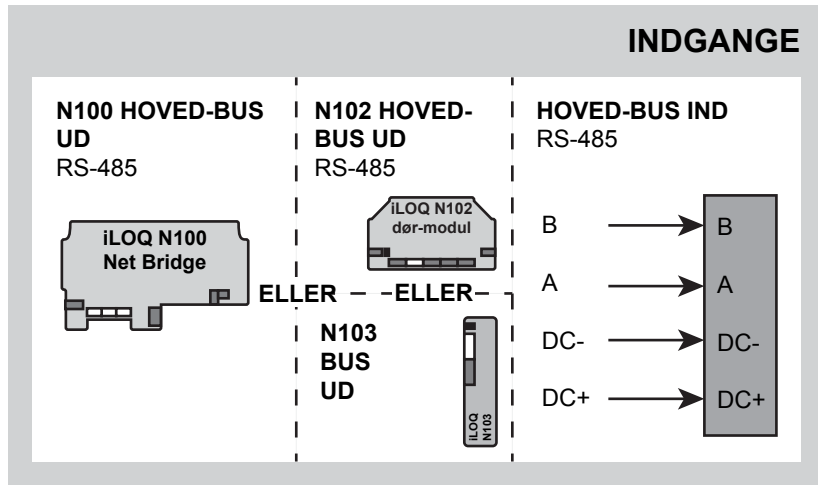 INDGANGE
N100 HOVED-BUS
UD
RS-485
iLOQ N100
Net Bridge
ELLER
N102 HOVED-
BUS UD
RS-485
iLOQ N102
dør-modul
ELLER
N103
BUS
UD
iLOQ
N103
HOVED-BUS IND
RS-485
B
B
A
A
DC-
DC-
DC+
DC+